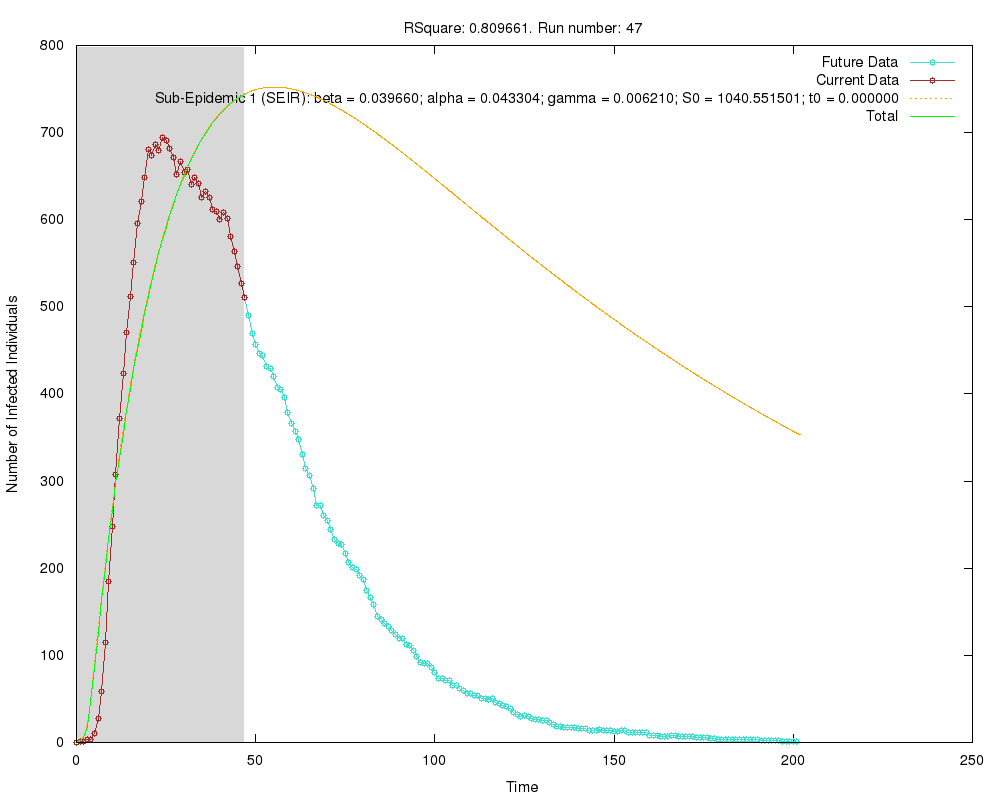 RSquare: 0.809661. Run number: 47
800
700
600
500
400
300
200
100
0
Number of Infected Individuals
Future Data
Current Data
Sub-Epidemic 1 (SEIR): beta = 0.039660; alpha = 0.043304; gamma = 0.006210; S0 = 1040.551501; t0 = 0.000000
Total
0 50 100 150 200 250
Time